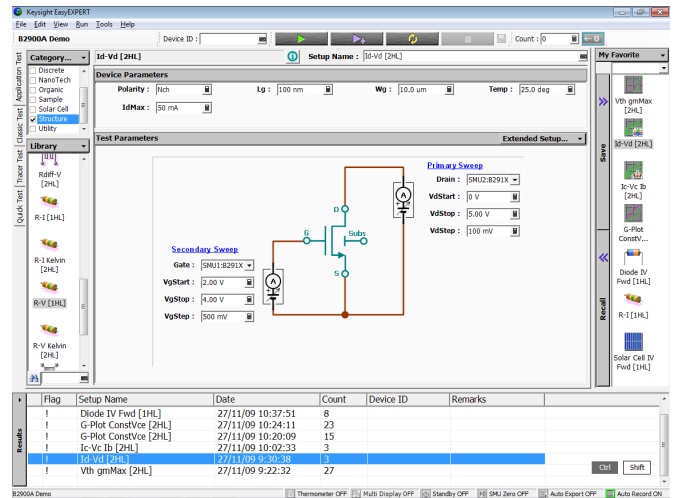 Keysight EasyEXPERT
File Edit View Run Tools Help
B2900A Demo Device ID : Count : 0
Category...
Discrete
NanoTech
Organic
Sample
Solar Cell
Structure
Utility
Library
Rdiff-V
[2HL]
R-I [1HL]
R-I Kelvin
[2HL]
R-V [1HL]
R-V Kelvin
[2HL]
Application Test
Classic Test
Tracer Test
Quick Test
Id-Vd [2HL] Setup Name : Id-Vd [2HL]
Device Parameters
Polarity : Nch Lg : 100 nm Wg : 10.0 um Temp : 25.0 deg
IdMax : 50 mA
Test Parameters Extended Setup...
Primary Sweep
Drain : SMU2:B291X
VdStart : 0 V
VdStop : 5.00 V
VdStep : 100 mV
D
G
Subs
S
A
A
Secondary Sweep
Gate : SMU1:B291X
VgStart : 2.00 V
VgStop : 4.00 V
VgStep : 500 mV
My Favorite
Save
Recall
Vth gmMax
[2HL]
Id-Vd [2HL]
Ic-Vc Ib
[2HL]
G-Plot
ConstV...
Diode IV
Fwd [1HL]
R-I [1HL]
Solar Cell IV
Fwd [1HL]
Results
Flag Setup Name Date Count Device ID Remarks
! Diode IV Fwd [1HL] 27/11/09 10:37:51 8
! G-Plot ConstVce [2HL] 27/11/09 10:24:11 23
! G-Plot ConstVce [2HL] 27/11/09 10:20:09 15
! Ic-Vc Ib [2HL] 27/11/09 10:02:33 3
! Id-Vd [2HL] 27/11/09 9:30:38 3
! Vth gmMax [2HL] 27/11/09 9:22:32 27
Ctrl Shift
B2900A Demo Thermometer OFF Multi Display OFF Standby OFF SMU Zero OFF Auto Export OFF Auto Record ON